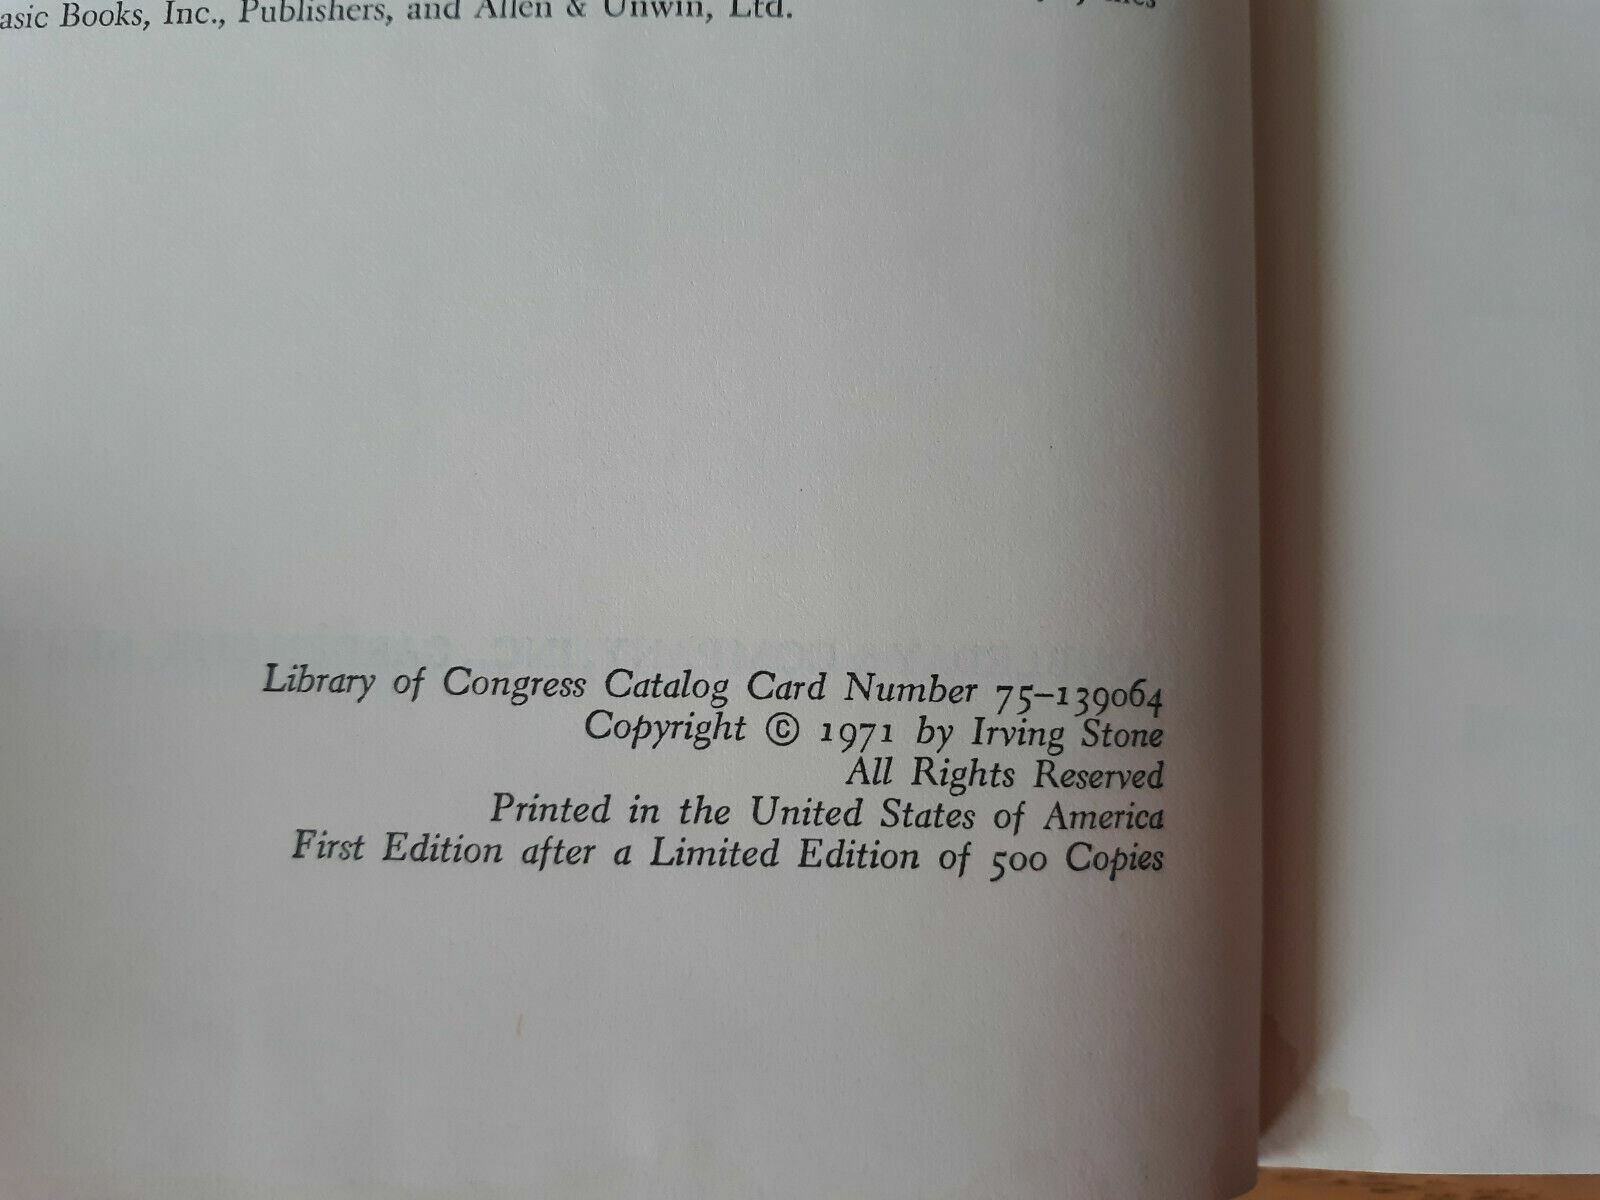 asic Books, Inc., Publishers, and Allen & Unwin, Ltd.
Library of Congress Catalog Card Number 75–139064
Copyright © 1971 by Irving Stone
All Rights Reserved
Printed in the United States of America
First Edition after a Limited Edition of 500 Copies